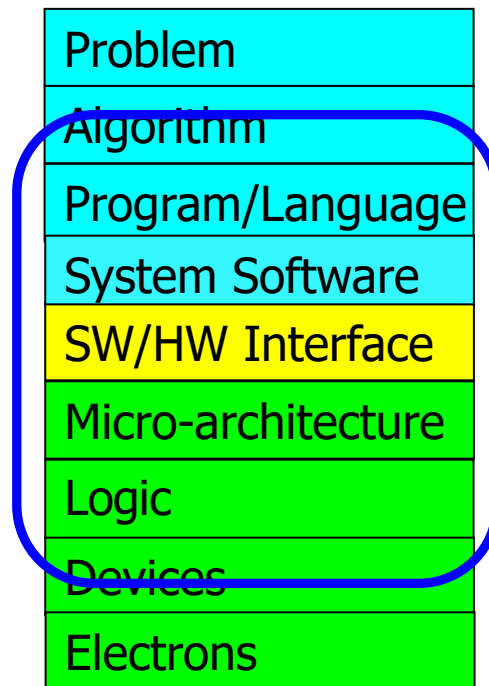 Problem
Algorithm
Program/Language
System Software
SW/HW Interface
Micro-architecture
Logic
Devices
Electrons